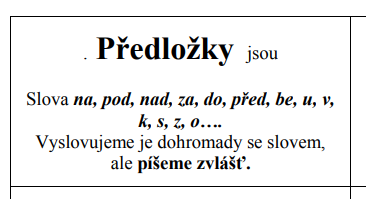 . Předložky jsou
Slova na, pod, nad, za, do, před, be, u, v,
k, s, z, o….
Vyslovujeme je dohromady se slovem,
ale píšeme zvlášť.